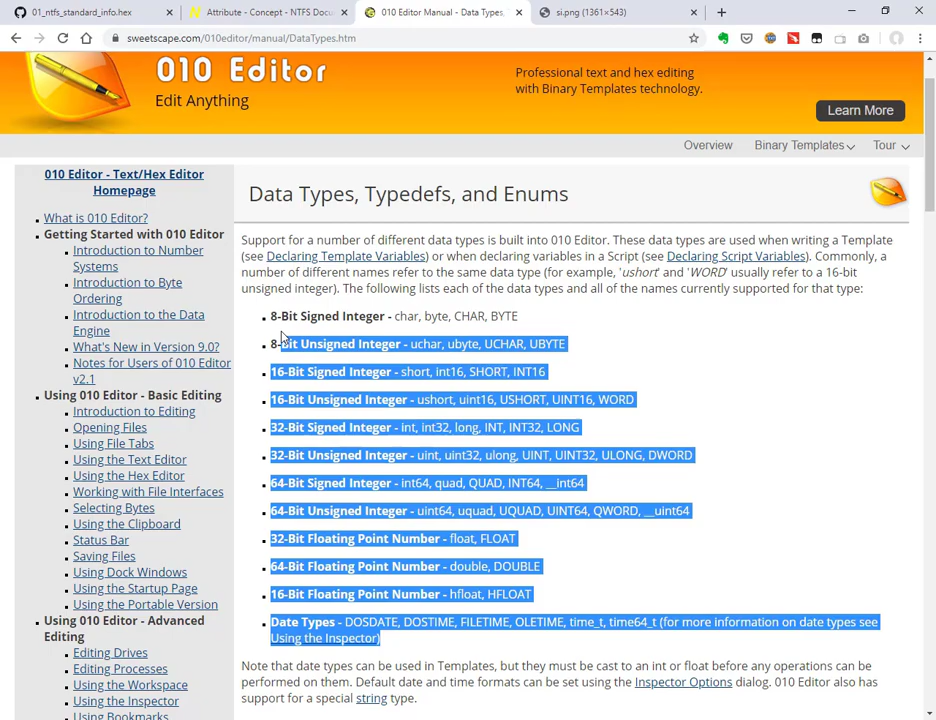 01_ntfs_standard_info.hex
Attribute - Concept - NTFS Docu
010 Editor Manual - Data Types,
si.png (1361×543)
sweetscape.com/010editor/manual/DataTypes.htm
010 Editor
Edit Anything
Professional text and hex editing
with Binary Templates technology.
Learn More
Overview
Binary Templates
Tour
010 Editor - Text/Hex Editor
Homepage
What is 010 Editor?
Getting Started with 010 Editor
Introduction to Number
Systems
Introduction to Byte
Ordering
Introduction to the Data
Engine
What's New in Version 9.0?
Notes for Users of 010 Editor
v2.1
Using 010 Editor - Basic Editing
Introduction to Editing
Opening Files
Using File Tabs
Using the Text Editor
Using the Hex Editor
Working with File Interfaces
Selecting Bytes
Using the Clipboard
Status Bar
Saving Files
Using Dock Windows
Using the Startup Page
Using the Portable Version
Using 010 Editor - Advanced
Editing
Editing Drives
Editing Processes
Using the Workspace
Using the Inspector
Using Bookmarks
Data Types, Typedefs, and Enums
Support for a number of different data types is built into 010 Editor. These data types are used when writing a Template
(see Declaring Template Variables) or when declaring variables in a Script (see Declaring Script Variables). Commonly, a
number of different names refer to the same data type (for example, 'ushort' and 'WORD' usually refer to a 16-bit
unsigned integer). The following lists each of the data types and all of the names currently supported for that type:
8-Bit Signed Integer - char, byte, CHAR, BYTE
8-Bit Unsigned Integer - uchar, ubyte, UCHAR, UBYTE
16-Bit Signed Integer - short, int16, SHORT, INT16
16-Bit Unsigned Integer - ushort, uint16, USHORT, UINT16, WORD
32-Bit Signed Integer - int, int32, long, INT, INT32, LONG
32-Bit Unsigned Integer - uint, uint32, ulong, UINT, UINT32, ULONG, DWORD
64-Bit Signed Integer - int64, quad, QUAD, INT64, __int64
64-Bit Unsigned Integer - uint64, uquad, UQUAD, UINT64, QWORD, __uint64
32-Bit Floating Point Number - float, FLOAT
64-Bit Floating Point Number - double, DOUBLE
16-Bit Floating Point Number - hfloat, HFLOAT
Date Types - DOSDATE, DOSTIME, FILETIME, OLETIME, time_t, time64_t (for more information on date types see
Using the Inspector)
Note that date types can be used in Templates, but they must be cast to an int or float before any operations can be
performed on them. Default date and time formats can be set using the Inspector Options dialog. 010 Editor also has
support for a special string type.